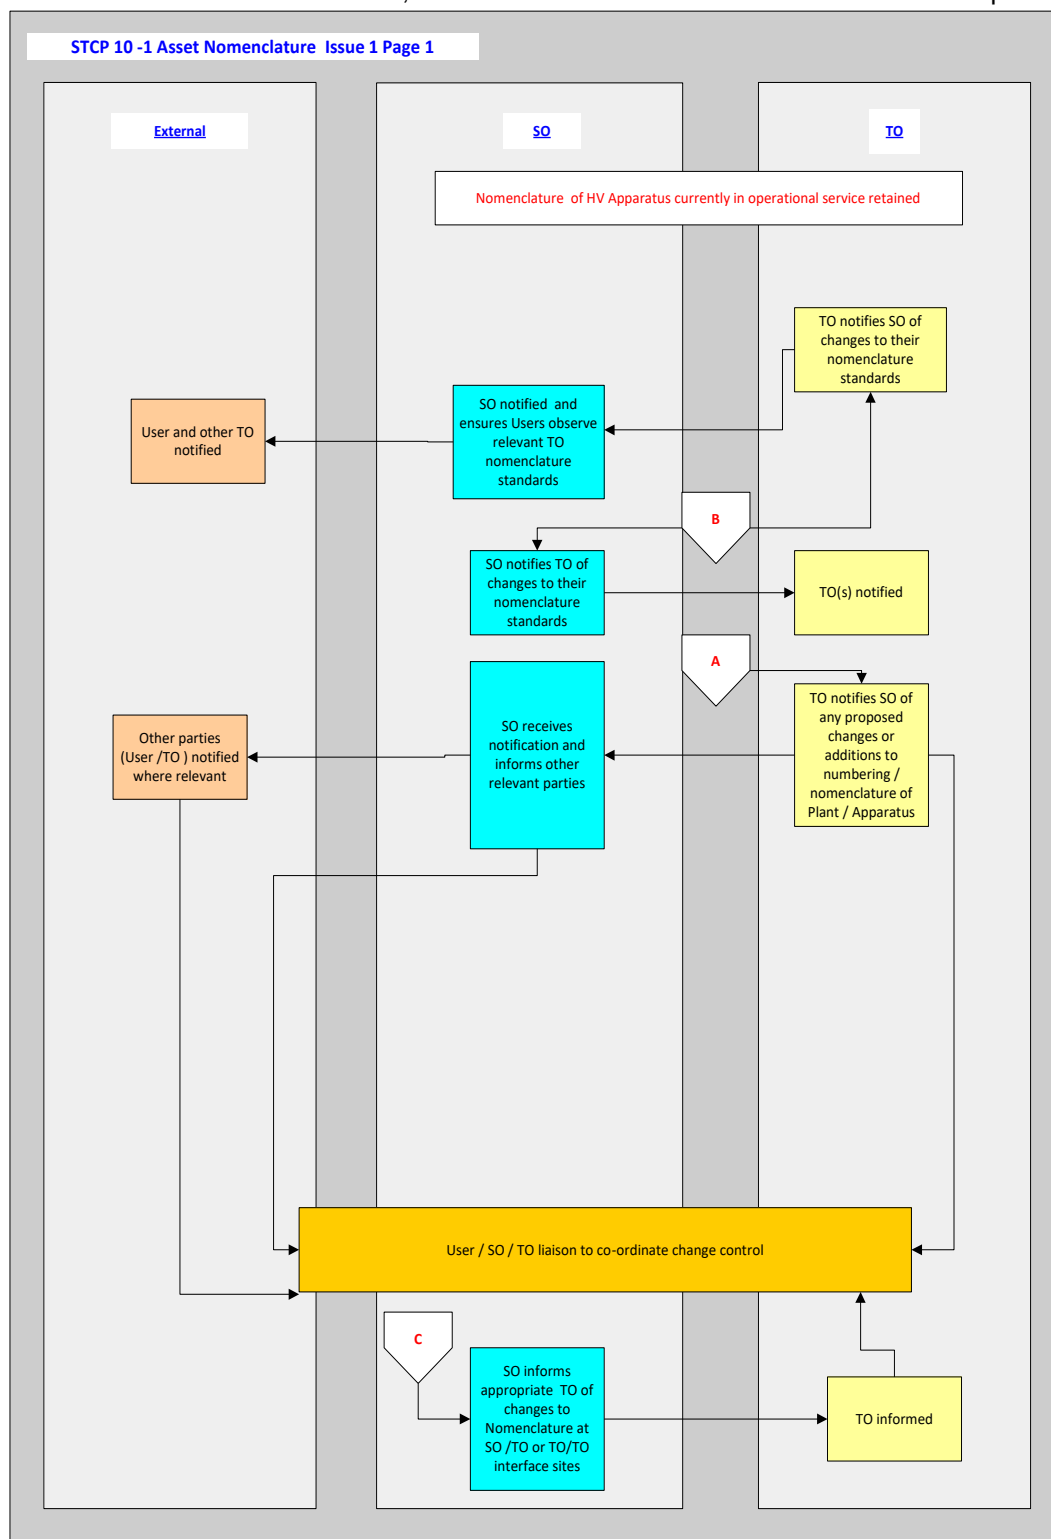 STCP 10 -1 Asset Nomenclature Issue 1 Page 1
External
SO
TO
Nomenclature of HV Apparatus currently in operational service retained
TO notifies SO of
changes to their
nomenclature
standards
SO notified and
ensures Users observe
relevant TO
nomenclature
standards
User and other TO
notified
B
SO notifies TO of
changes to their
nomenclature
standards
TO(s) notified
A
TO notifies SO of
any proposed
changes or
additions to
numbering /
nomenclature of
Plant / Apparatus
SO receives
notification and
informs other
relevant parties
Other parties
(User /TO ) notified
where relevant
User / SO / TO liaison to co-ordinate change control
C
SO informs
appropriate TO of
changes to
Nomenclature at
SO /TO or TO/TO
interface sites
TO informed